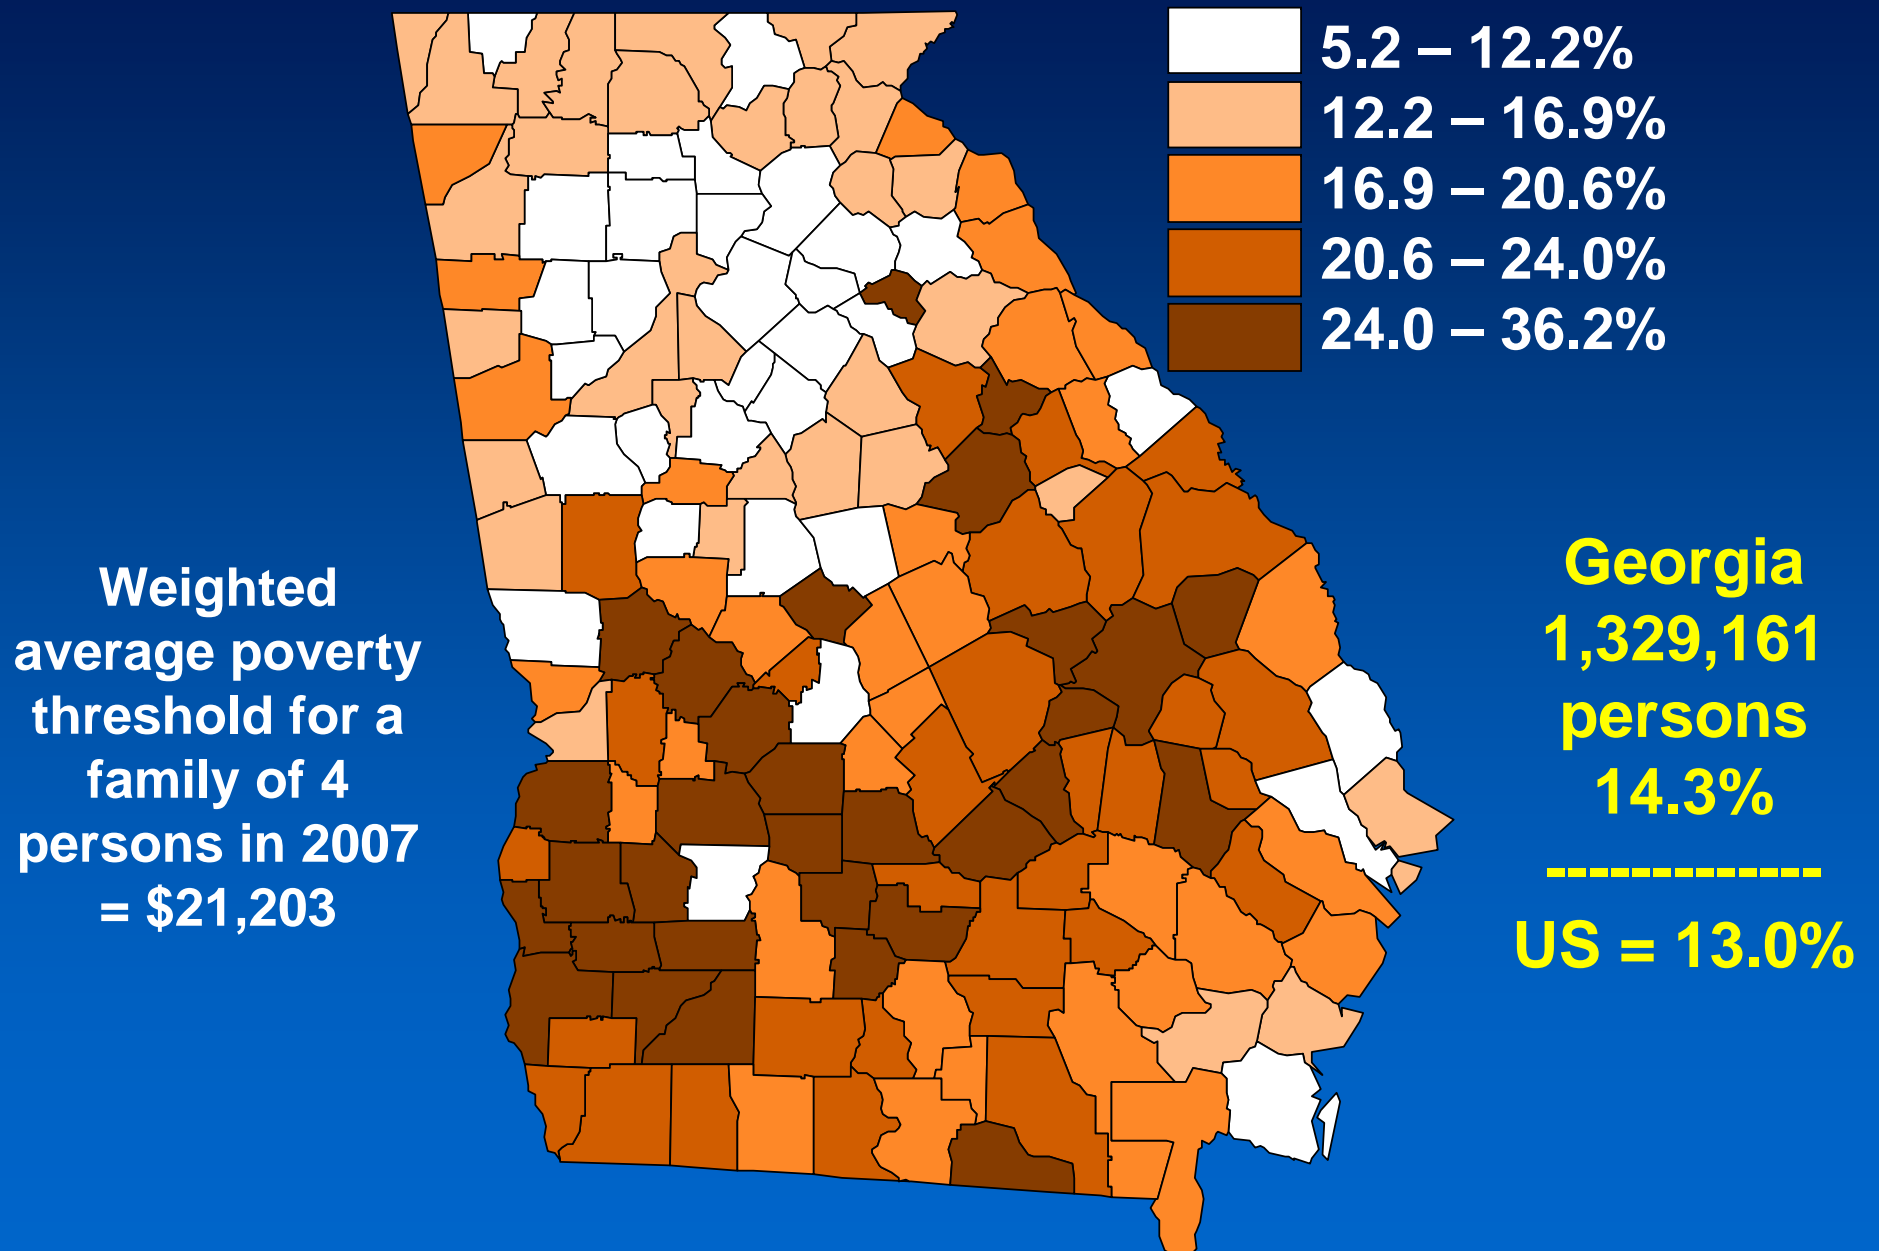 5.2 – 12.2%
12.2 – 16.9%
16.9 – 20.6%
20.6 – 24.0%
24.0 – 36.2%
Weighted
average poverty
threshold for a
family of 4
persons in 2007
= $21,203
Georgia
1,329,161
persons
14.3%
-------------
US = 13.0%